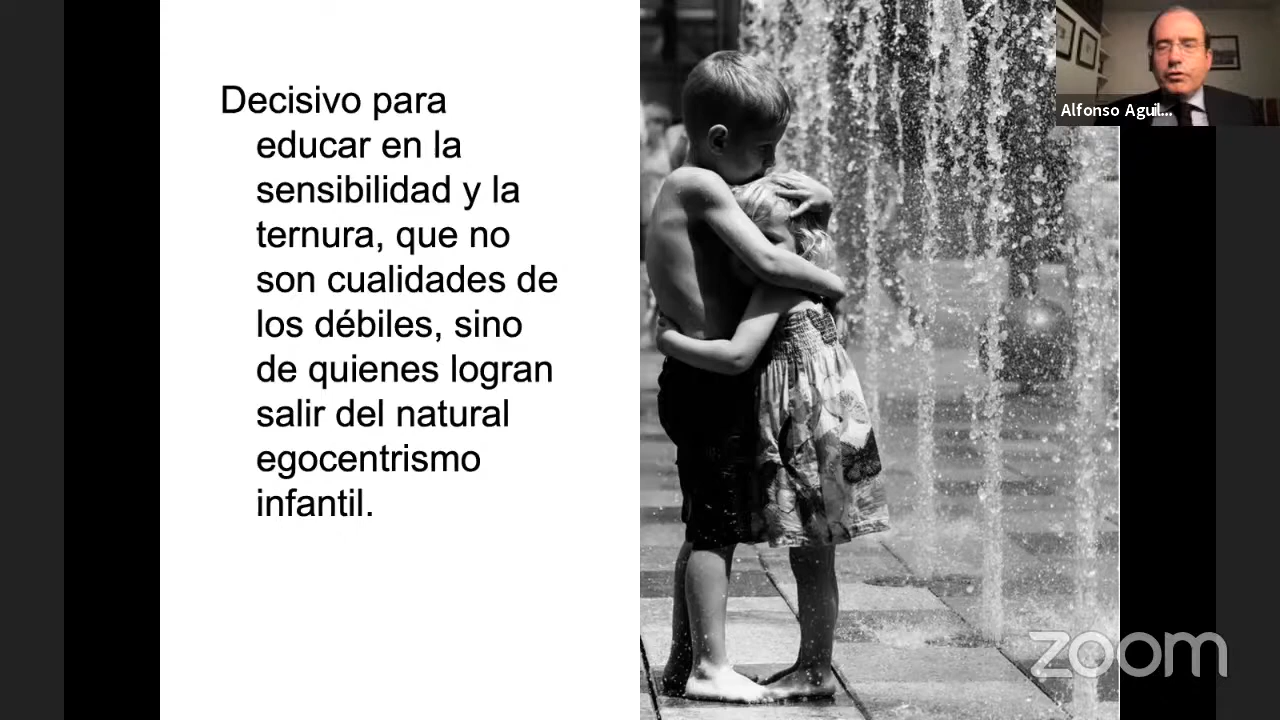 Decisivo para
educar en la
sensibilidad y la
ternura, que no
son cualidades de
los débiles, sino
de quienes logran
salir del natural
egocentrismo
infantil.
Alfonso Aguil...
zoom